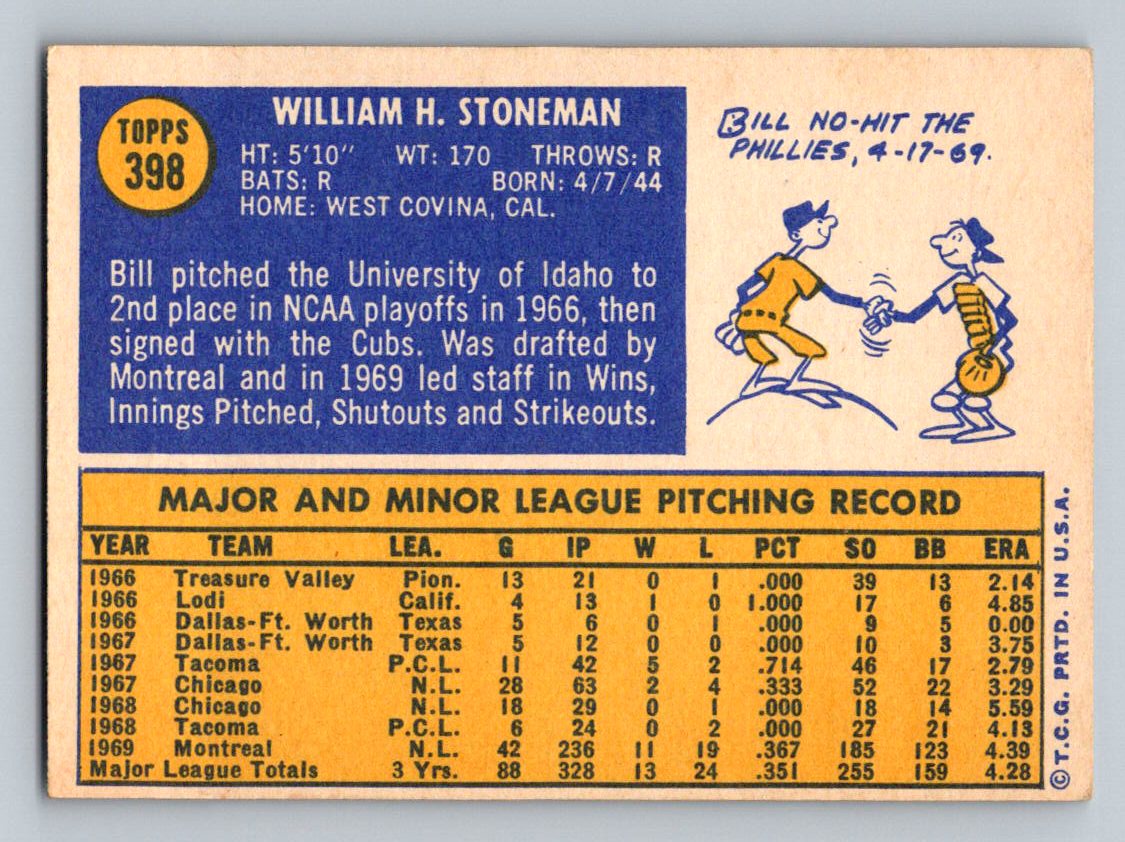 TOPPS
398
WILLIAM H. STONEMAN
HT: 5'10" WT: 170 THROWS: R
BATS: R BORN: 4/7/44
HOME: WEST COVINA, CAL.
Bill pitched the University of Idaho to
2nd place in NCAA playoffs in 1966, then
signed with the Cubs. Was drafted by
Montreal and in 1969 led staff in Wins,
Innings Pitched, Shutouts and Strikeouts.
BILL NO-HIT THE
PHILLIES, 4-17-69.
MAJOR AND MINOR LEAGUE PITCHING RECORD
YEAR TEAM LEA. G IP W L PCT SO BB ERA
1966 Treasure Valley Pion. 13 21 0 1 .000 39 13 2.14
1966 Lodi Calif. 4 13 1 0 1.000 17 6 4.85
1966 Dallas-Ft. Worth Texas 5 6 0 1 .000 9 5 0.00
1967 Dallas-Ft. Worth Texas 5 12 0 0 .000 10 3 3.75
1967 Tacoma P.C.L. 11 42 5 2 .714 46 17 2.79
1967 Chicago N.L. 28 63 2 4 .333 52 22 3.29
1968 Chicago N.L. 18 29 0 1 .000 18 14 5.59
1968 Tacoma P.C.L. 6 24 0 2 .000 27 21 4.13
1969 Montreal N.L. 42 236 11 19 .367 185 123 4.39
Major League Totals 3 Yrs. 88 328 13 24 .351 255 159 4.28
© T.C.G. PRTD. IN U.S.A.